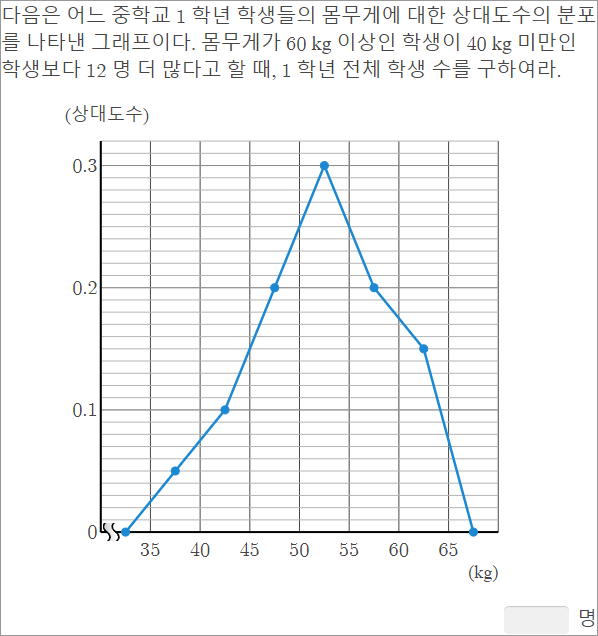 다음은 어느 중학교 1 학년 학생들의 몸무게에 대한 상대도수의 분포
를 나타낸 그래프이다. 몸무게가 60 kg 이상인 학생이 40 kg 미만인
학생보다 12 명 더 많다고 할 때, 1 학년 전체 학생 수를 구하여라.
(상대도수)
0.3
0.2
0.1
0
35 40 45 50 55 60 65
(kg)
명